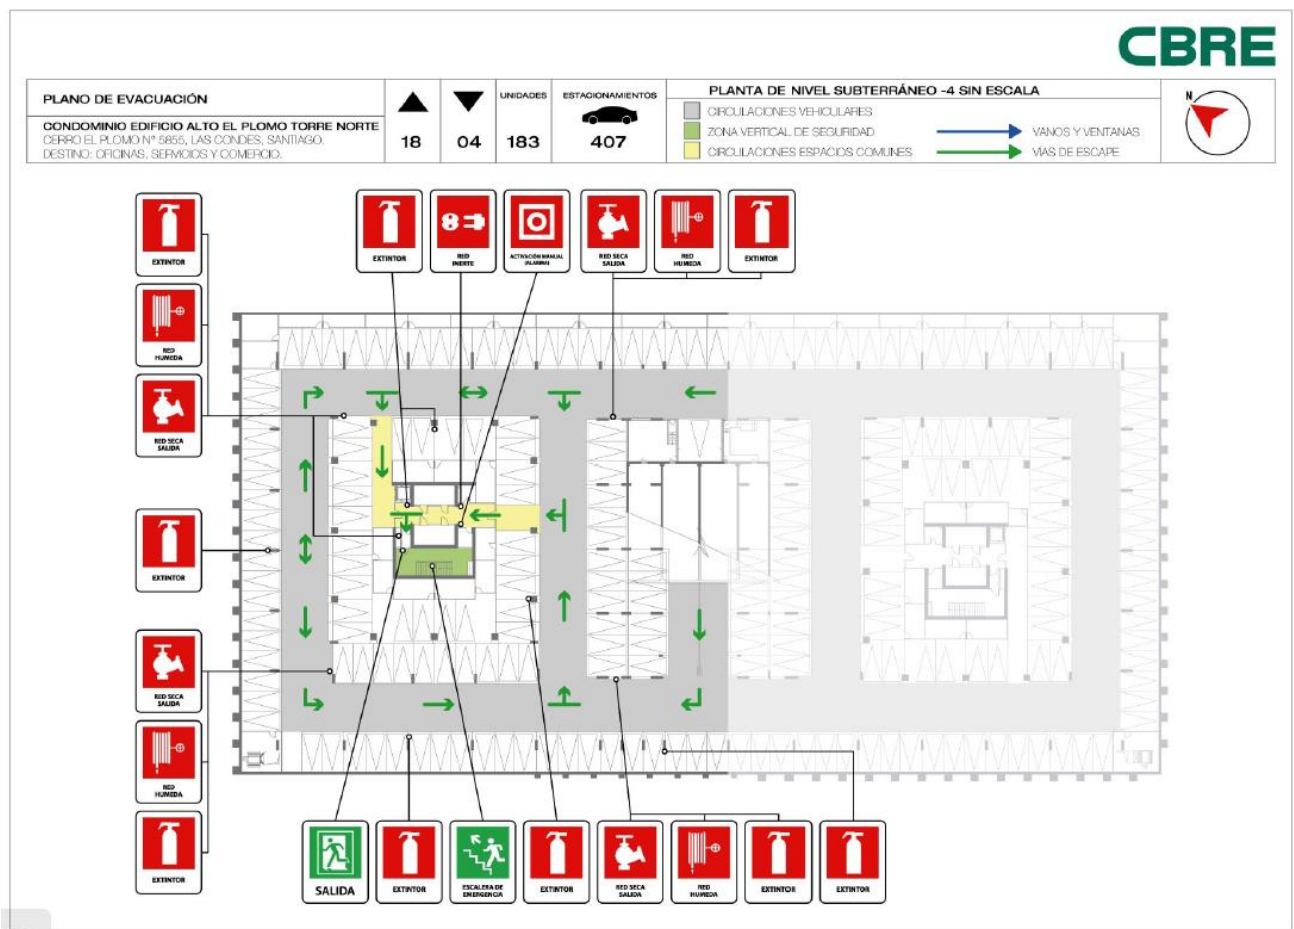 CBRE
PLANO DE EVACUACIÓN
CONDOMINIO EDIFICIO ALTO EL PLOMO TORRE NORTE
CERRO EL PLOMO N° 5855, LAS CONDES, SANTIAGO.
DESTINO: OFICINAS, SERVICIOS Y COMERCIO.
18
04
UNIDADES
183
ESTACIONAMIENTOS
407
PLANTA DE NIVEL SUBTERRÁNEO -4 SIN ESCALA
CIRCULACIONES VEHICULARES
ZONA VERTICAL DE SEGURIDAD
CIRCULACIONES ESPACIOS COMUNES
VANOS Y VENTANAS
VÍAS DE ESCAPE
N
EXTINTOR
RED
HUMEDA
RED SECA
SALIDA
EXTINTOR
RED SECA
SALIDA
RED
HUMEDA
EXTINTOR
EXTINTOR
RED
INERTE
ACTIVACIÓN MANUAL
(ALARMA)
RED SECA
SALIDA
RED
HUMEDA
EXTINTOR
SALIDA
EXTINTOR
ESCALERA DE
EMERGENCIA
EXTINTOR
RED SECA
SALIDA
RED
HUMEDA
EXTINTOR
EXTINTOR